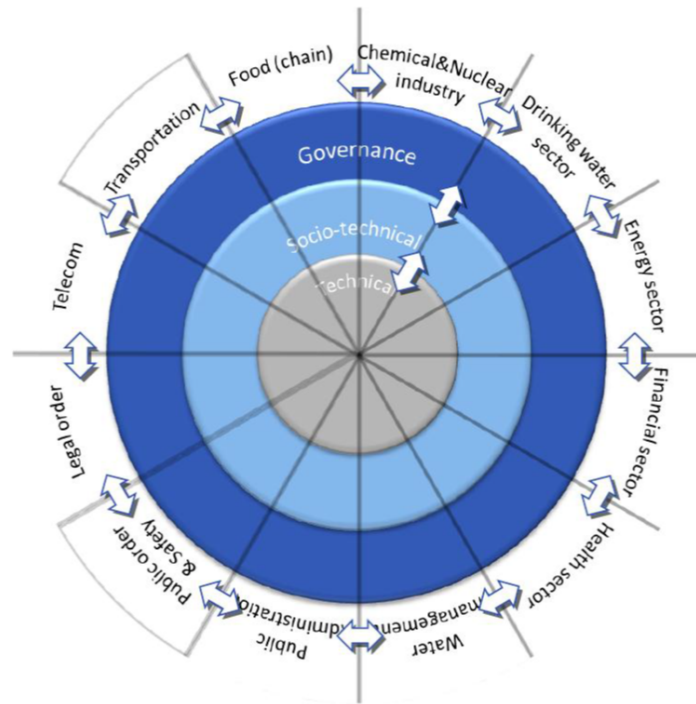 Food (chain)
Chemical&Nuclear
industry
Drinking water
sector
Energy sector
Financial sector
Health sector
Water
management
Public
administration
Public order
& Safety
Legal order
Telecom
Transportation
Governance
Socio-technical
Technical